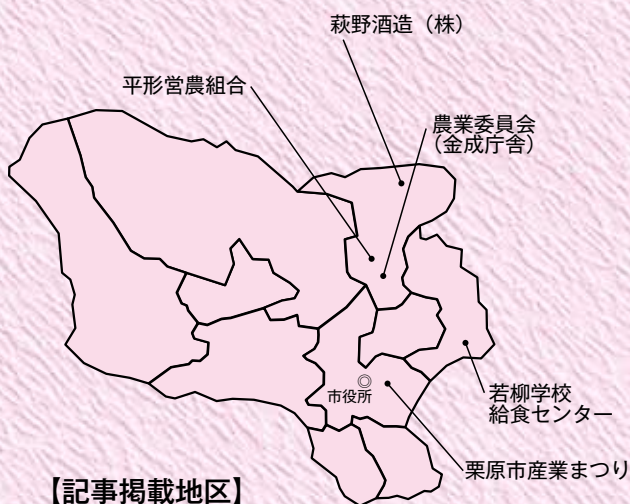 萩野酒造（株）
平形営農組合
農業委員会
（金成庁舎）
市役所
若柳学校
給食センター
栗原市産業まつり
【記事掲載地区】